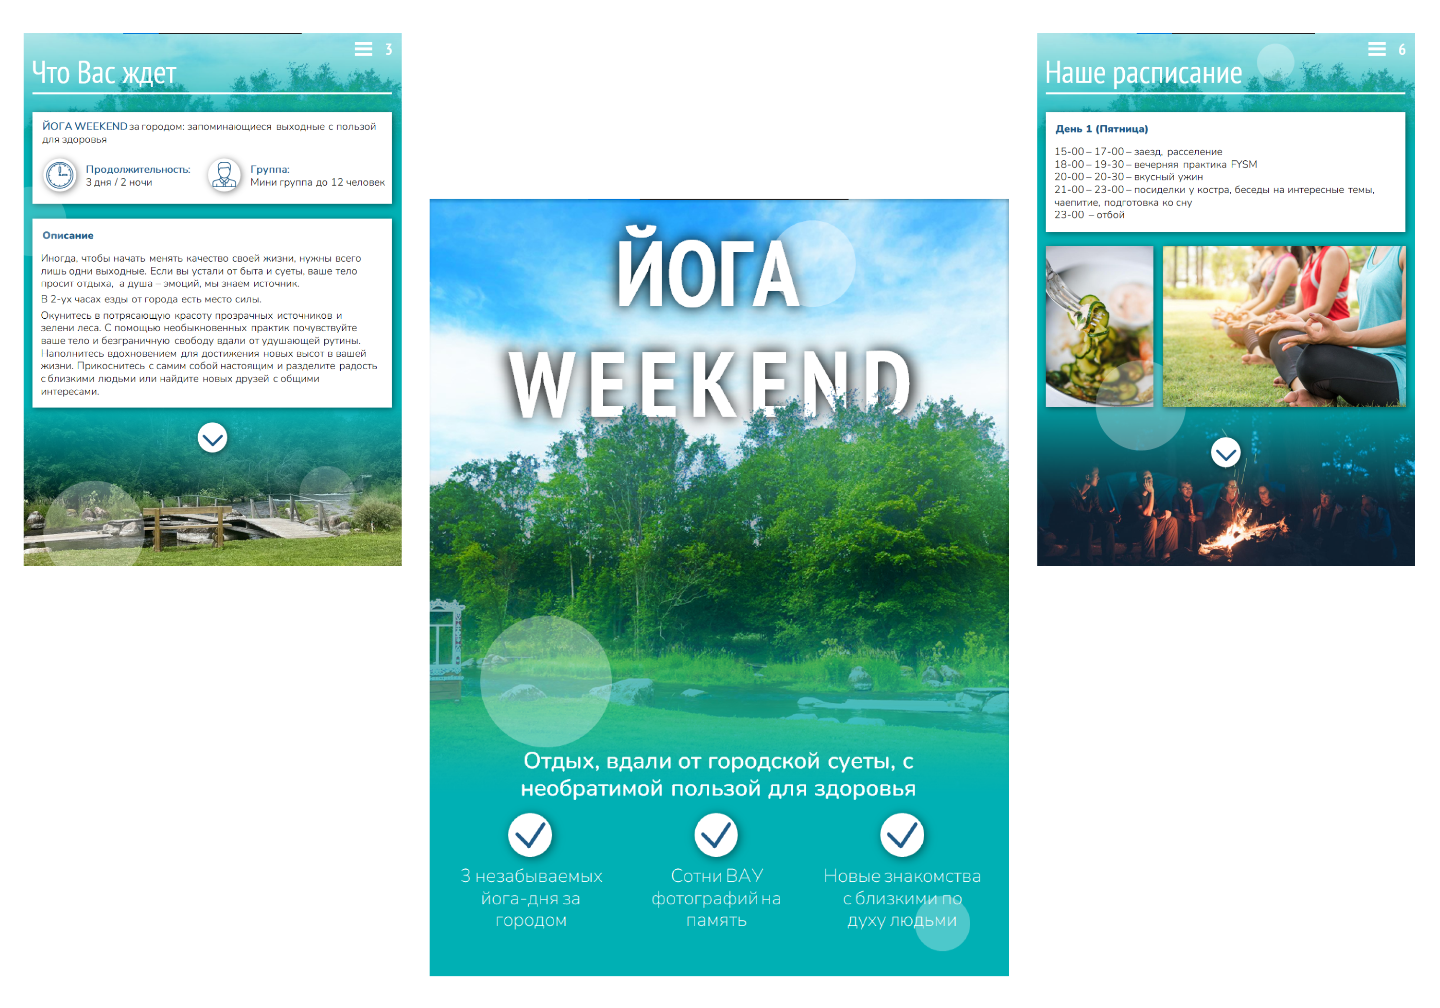 3
Что Вас ждет
ЙОГА WEEKEND за городом: запоминающиеся выходные с пользой
для здоровья
Продолжительность:
3 дня / 2 ночи
Группа:
Мини группа до 12 человек
Описание
Иногда, чтобы начать менять качество своей жизни, нужны всего
лишь одни выходные. Если вы устали от быта и суеты, ваше тело
просит отдыха, а душа – эмоций, мы знаем источник.
В 2-ух часах езды от города есть место силы.
Окунитесь в потрясающую красоту прозрачных источников и
зелени леса. С помощью необыкновенных практик почувствуйте
ваше тело и безграничную свободу вдали от удушающей рутины.
Наполнитесь вдохновением для достижения новых высот в вашей
жизни. Прикоснитесь с самим собой настоящим и разделите радость
с близкими людьми или найдите новых друзей с общими
интересами.
ЙОГА
WEEKEND
Отдых, вдали от городской суеты, с
необратимой пользой для здоровья
3 незабываемых
йога-дня за
городом
Сотни ВАУ
фотографий на
память
Новые знакомства
с близкими по
духу людьми
6
Наше расписание
День 1 (Пятница)
15-00 – 17-00 – заезд, расселение
18-00 – 19-30 – вечерняя практика FYSM
20-00 – 20-30 – вкусный ужин
21-00 – 23-00 – посиделки у костра, беседы на интересные темы,
чаепитие, подготовка ко сну
23-00 – отбой